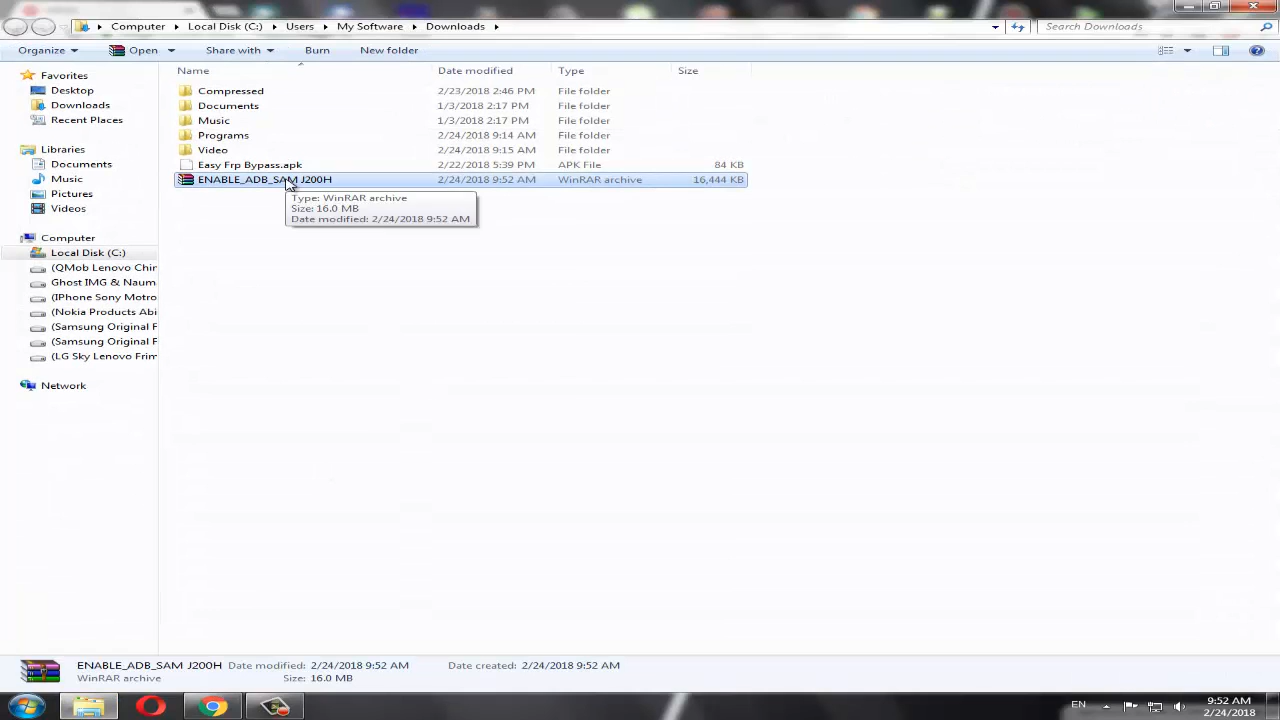 Computer Local Disk (C:) Users My Software Downloads Search Downloads
Organize Open Share with Burn New folder
Name Date modified Type Size
Favorites
Desktop
Downloads
Recent Places
Libraries
Documents
Music
Pictures
Videos
Computer
Local Disk (C:)
(QMob Lenovo Chin
Ghost IMG & Naum
(IPhone Sony Motro
(Nokia Products Abi
(Samsung Original F
(Samsung Original F
(LG Sky Lenovo Frim
Network
Compressed 2/23/2018 2:46 PM File folder
Documents 1/3/2018 2:17 PM File folder
Music 1/3/2018 2:17 PM File folder
Programs 2/24/2018 9:14 AM File folder
Video 2/24/2018 9:15 AM File folder
Easy Frp Bypass.apk 2/22/2018 5:39 PM APK File 84 KB
ENABLE_ADB_SAM J200H 2/24/2018 9:52 AM WinRAR archive 16,444 KB
Type: WinRAR archive
Size: 16.0 MB
Date modified: 2/24/2018 9:52 AM
ENABLE_ADB_SAM J200H Date modified: 2/24/2018 9:52 AM Date created: 2/24/2018 9:52 AM
WinRAR archive Size: 16.0 MB
EN 9:52 AM
2/24/2018